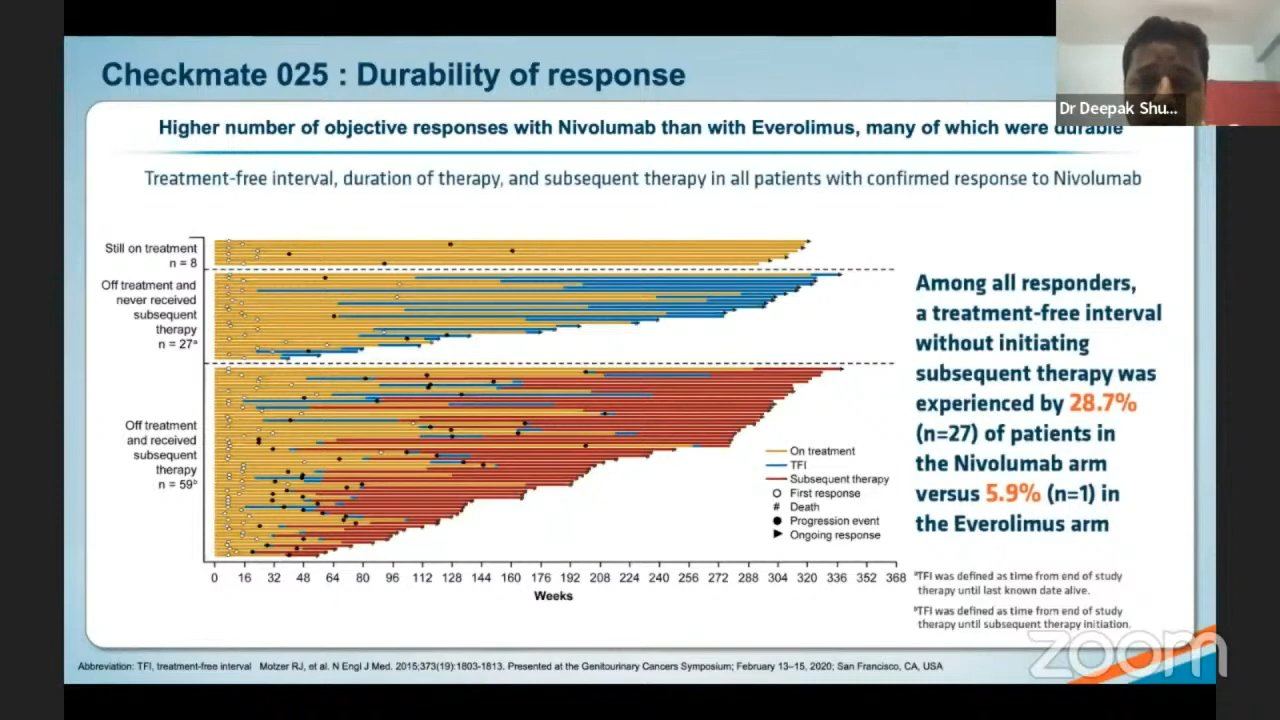 Checkmate 025 : Durability of response
Dr Deepak Shu...
Higher number of objective responses with Nivolumab than with Everolimus, many of which were durable
Treatment-free interval, duration of therapy, and subsequent therapy in all patients with confirmed response to Nivolumab
Still on treatment
n = 8
Off treatment and
never received
subsequent
therapy
n = 27ᵃ
Off treatment
and received
subsequent
therapy
n = 59ᵇ
On treatment
TFI
Subsequent therapy
First response
# Death
Progression event
Ongoing response
0 16 32 48 64 80 96 112 128 144 160 176 192 208 224 240 256 272 288 304 320 336 352 368
Weeks
Among all responders,
a treatment-free interval
without initiating
subsequent therapy was
experienced by 28.7%
(n=27) of patients in
the Nivolumab arm
versus 5.9% (n=1) in
the Everolimus arm
ᵃTFI was defined as time from end of study
therapy until last known date alive.
ᵇTFI was defined as time from end of study
therapy until subsequent therapy initiation.
zoom
Abbreviation: TFI, treatment-free interval Motzer RJ, et al. N Engl J Med. 2015;373(19):1803-1813. Presented at the Genitourinary Cancers Symposium; February 13–15, 2020; San Francisco, CA, USA